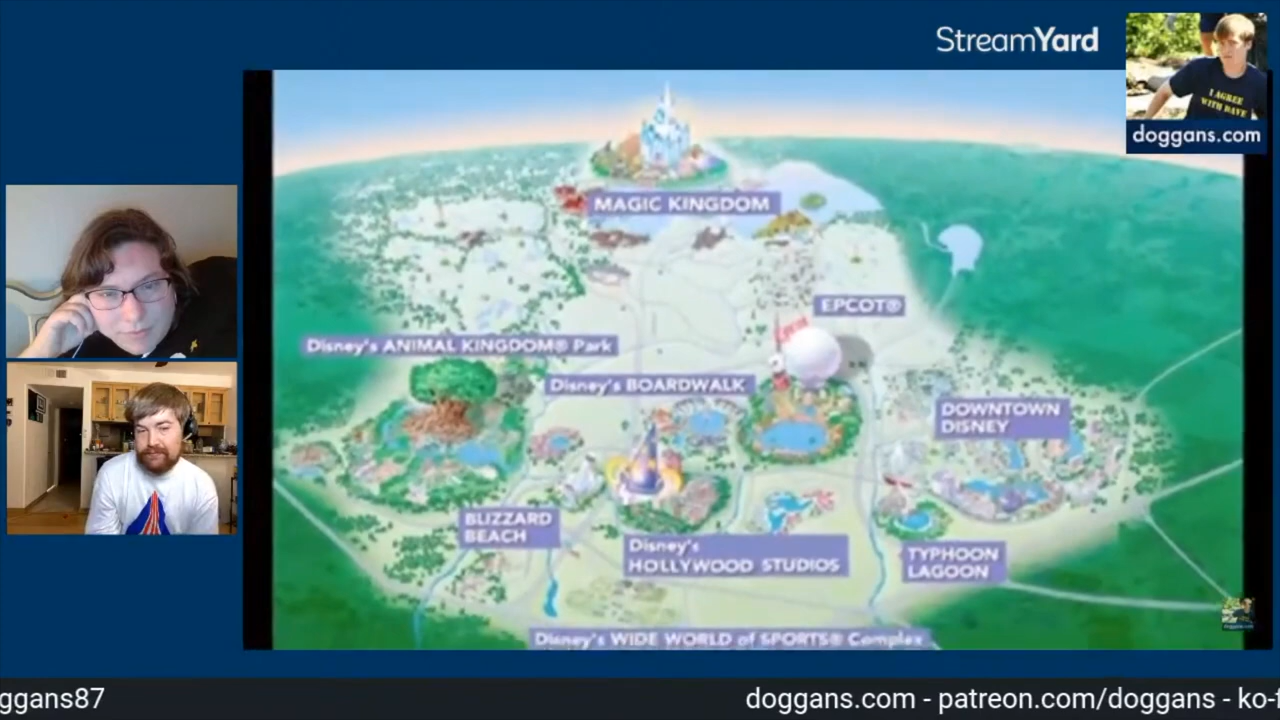 StreamYard
I AGREE
WITH DAVE
doggans.com
MAGIC KINGDOM
EPCOT®
Disney's ANIMAL KINGDOM® Park
Disney's BOARDWALK
DOWNTOWN
DISNEY
BLIZZARD
BEACH
Disney's
HOLLYWOOD STUDIOS
TYPHOON
LAGOON
Disney's WIDE WORLD of SPORTS® Complex
ggans87
doggans.com - patreon.com/doggans - ko-f